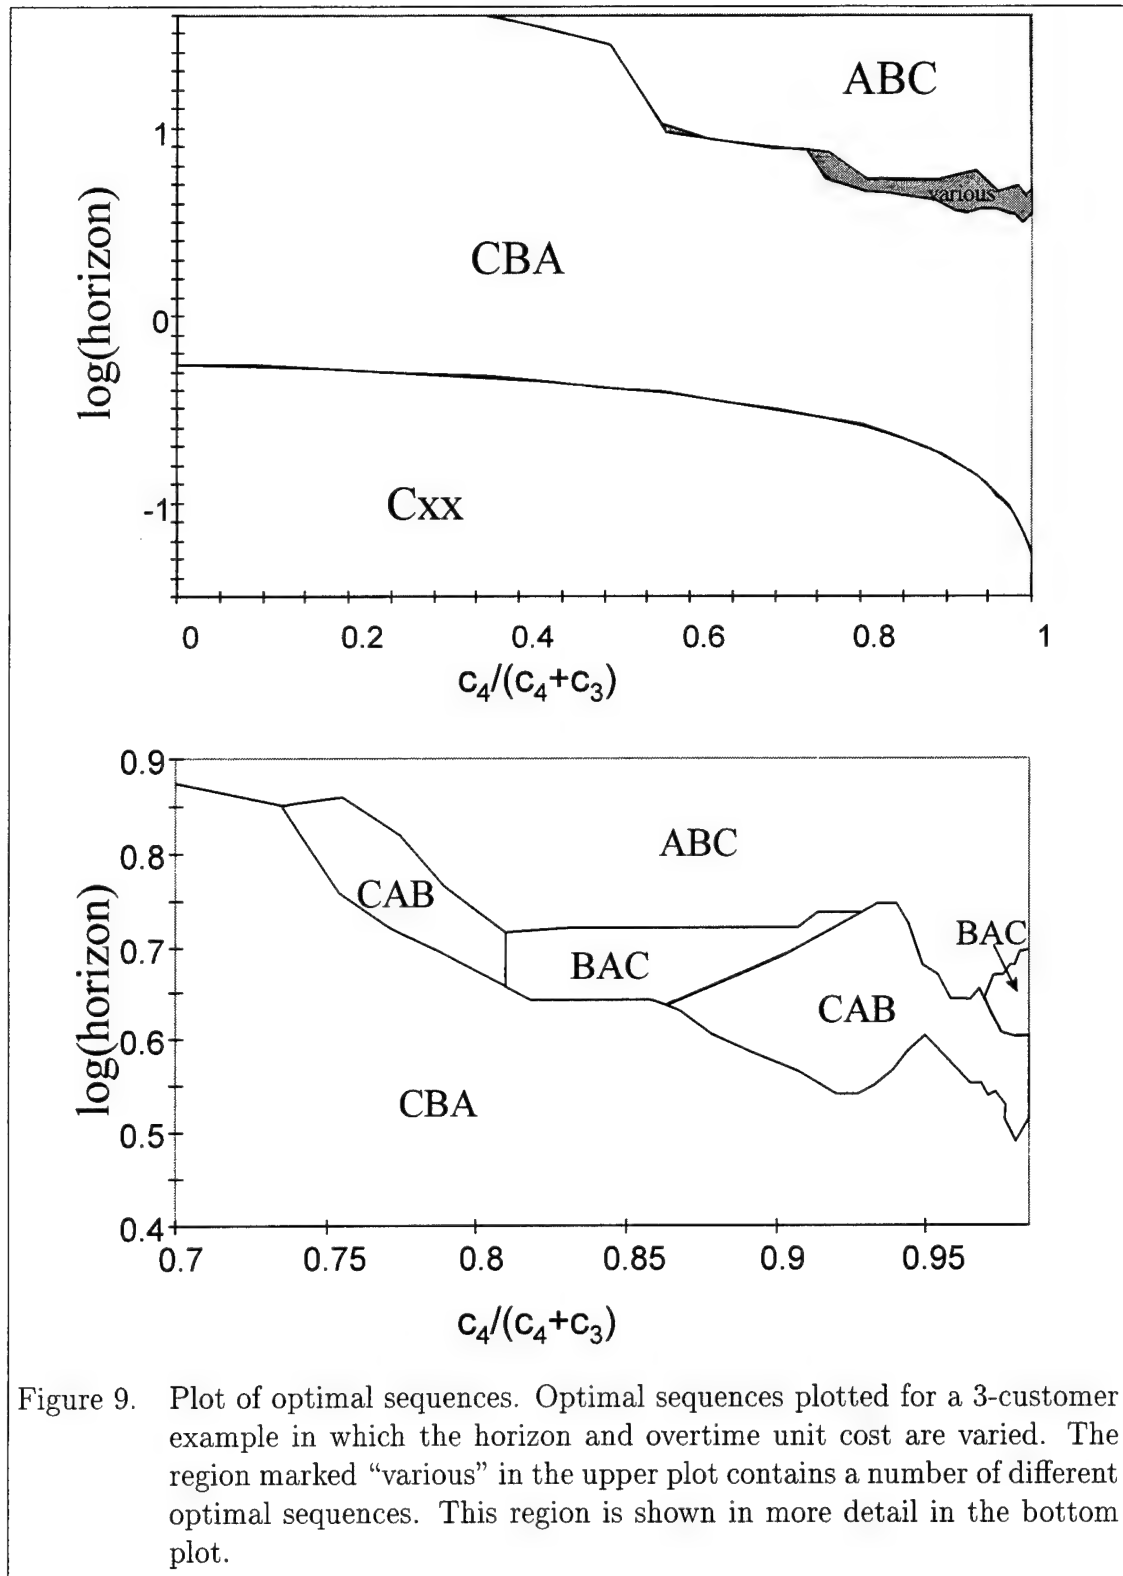 ABC
1
various
log(horizon)
CBA
0
Cxx
-1
0 0.2 0.4 0.6 0.8 1
c₄/(c₄+c₃)
0.9
ABC
0.8
CAB
BAC
0.7
BAC
log(horizon)
CAB
0.6
CBA
0.5
0.4
0.7 0.75 0.8 0.85 0.9 0.95
c₄/(c₄+c₃)
Figure 9. Plot of optimal sequences. Optimal sequences plotted for a 3-customer
example in which the horizon and overtime unit cost are varied. The
region marked “various” in the upper plot contains a number of different
optimal sequences. This region is shown in more detail in the bottom
plot.